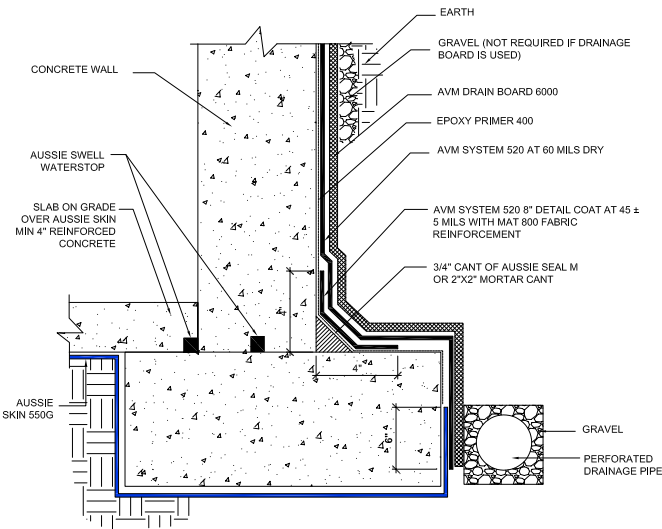 EARTH
GRAVEL (NOT REQUIRED IF DRAINAGE
BOARD IS USED)
CONCRETE WALL
AVM DRAIN BOARD 6000
EPOXY PRIMER 400
AUSSIE SWELL
WATERSTOP
AVM SYSTEM 520 AT 60 MILS DRY
SLAB ON GRADE
OVER AUSSIE SKIN
MIN 4" REINFORCED
CONCRETE
AVM SYSTEM 520 8" DETAIL COAT AT 45 ±
5 MILS WITH MAT 800 FABRIC
REINFORCEMENT
3/4" CANT OF AUSSIE SEAL M
OR 2"X2" MORTAR CANT
4"
4"
AUSSIE
SKIN 550G
6"
GRAVEL
PERFORATED
DRAINAGE PIPE